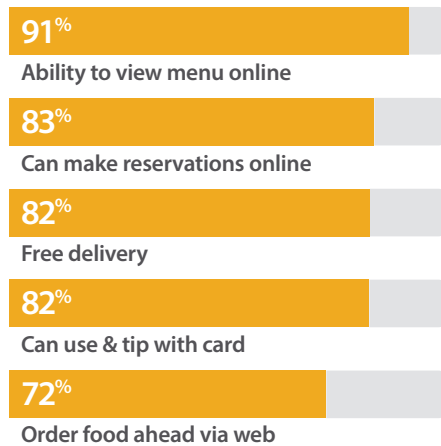 91%
Ability to view menu online
83%
Can make reservations online
82%
Free delivery
82%
Can use & tip with card
72%
Order food ahead via web